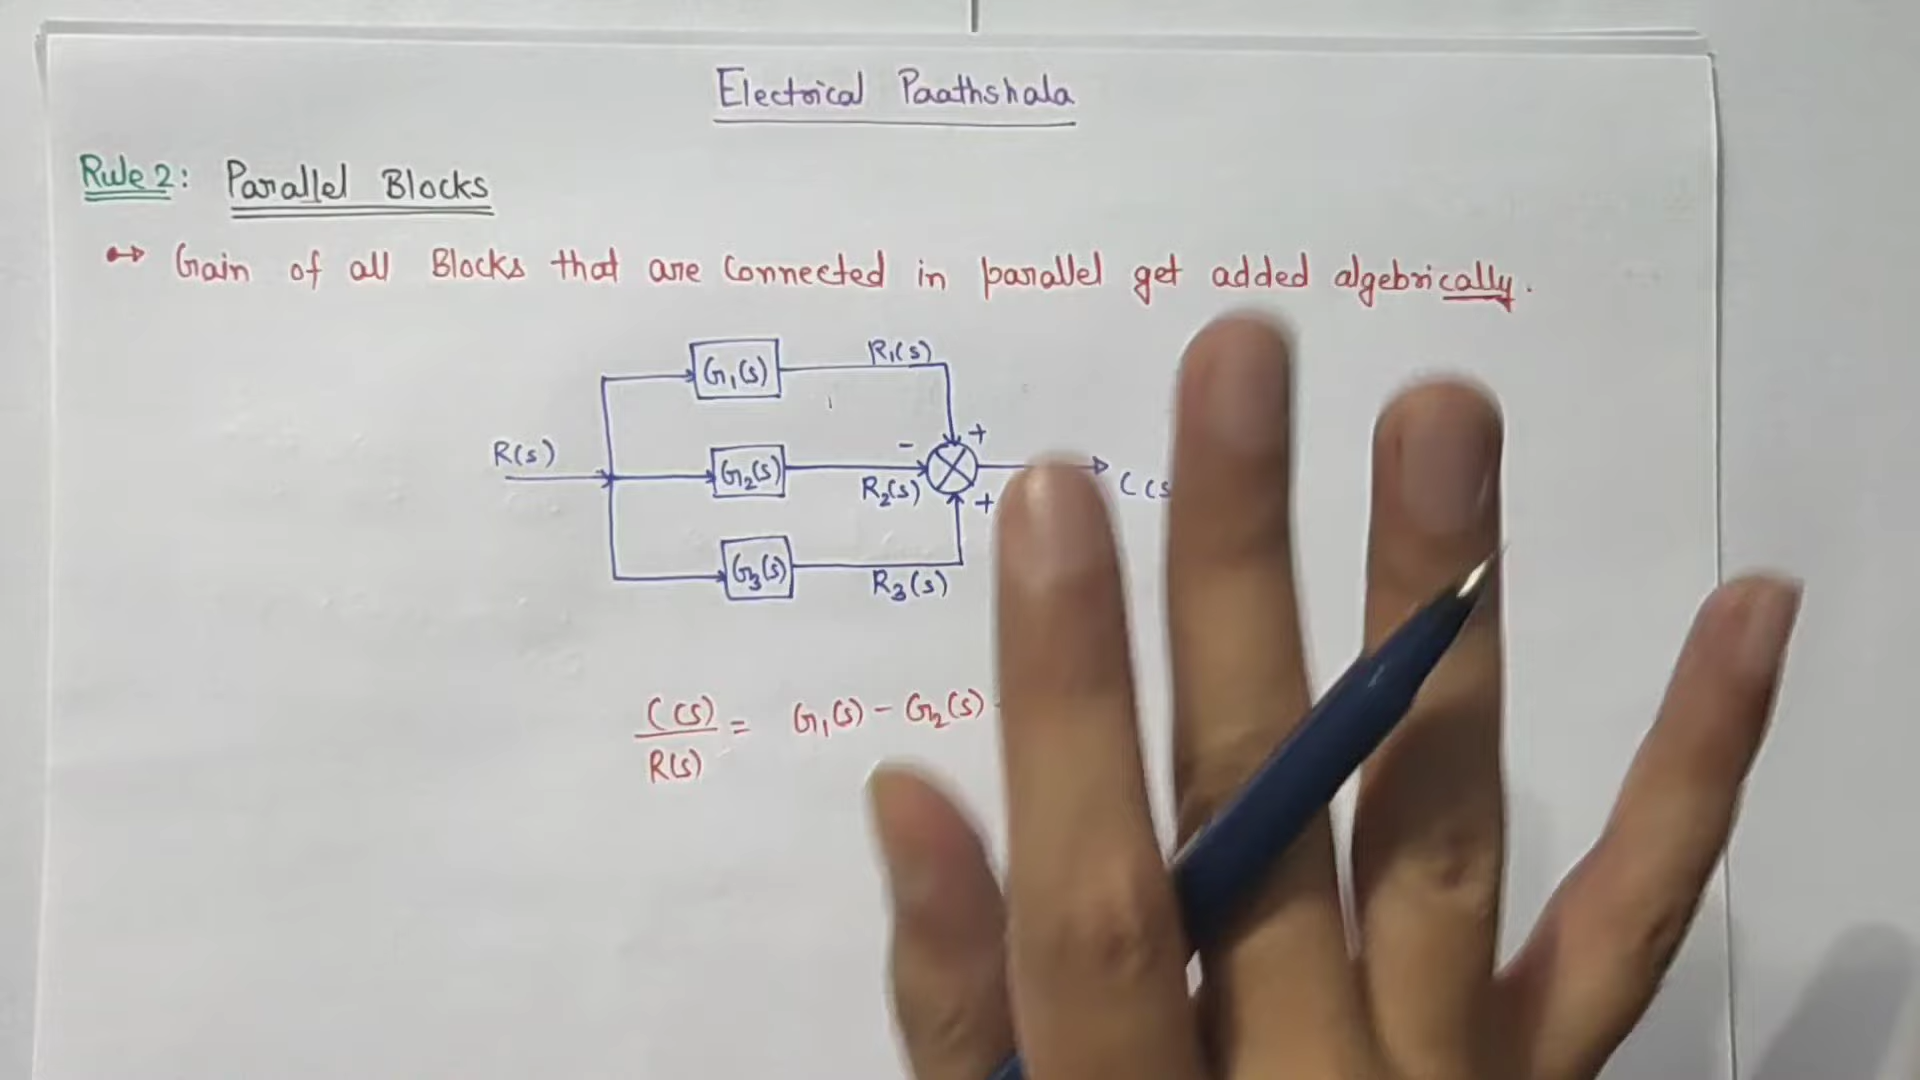 Electrical Paathshala
Rule 2: Parallel Blocks
Gain of all Blocks that are connected in parallel get added algebrically.
G1(s) R1(s)
R(s) G2(s) - R2(s) + + C(s
G3(s) R3(s)
C(s)/R(s) = G1(s) - G2(s)